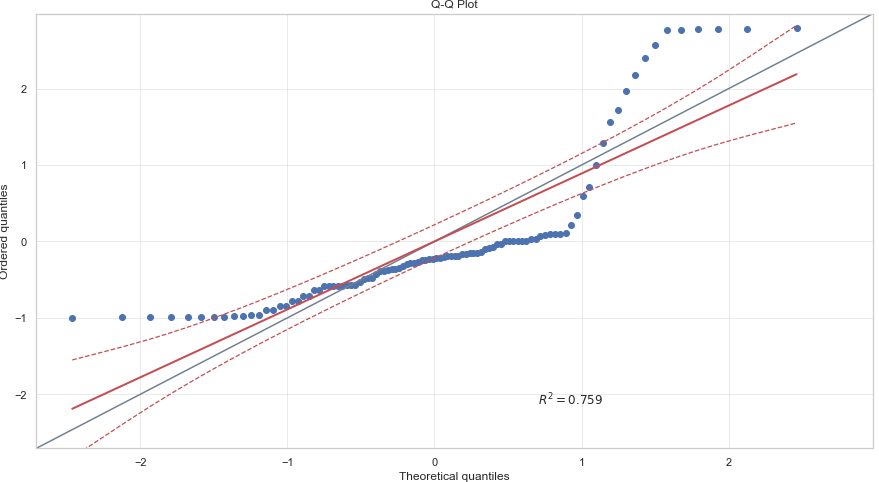 Q-Q Plot
Ordered quantiles
2
1
0
−1
−2
R² = 0.759
−2 −1 0 1 2
Theoretical quantiles